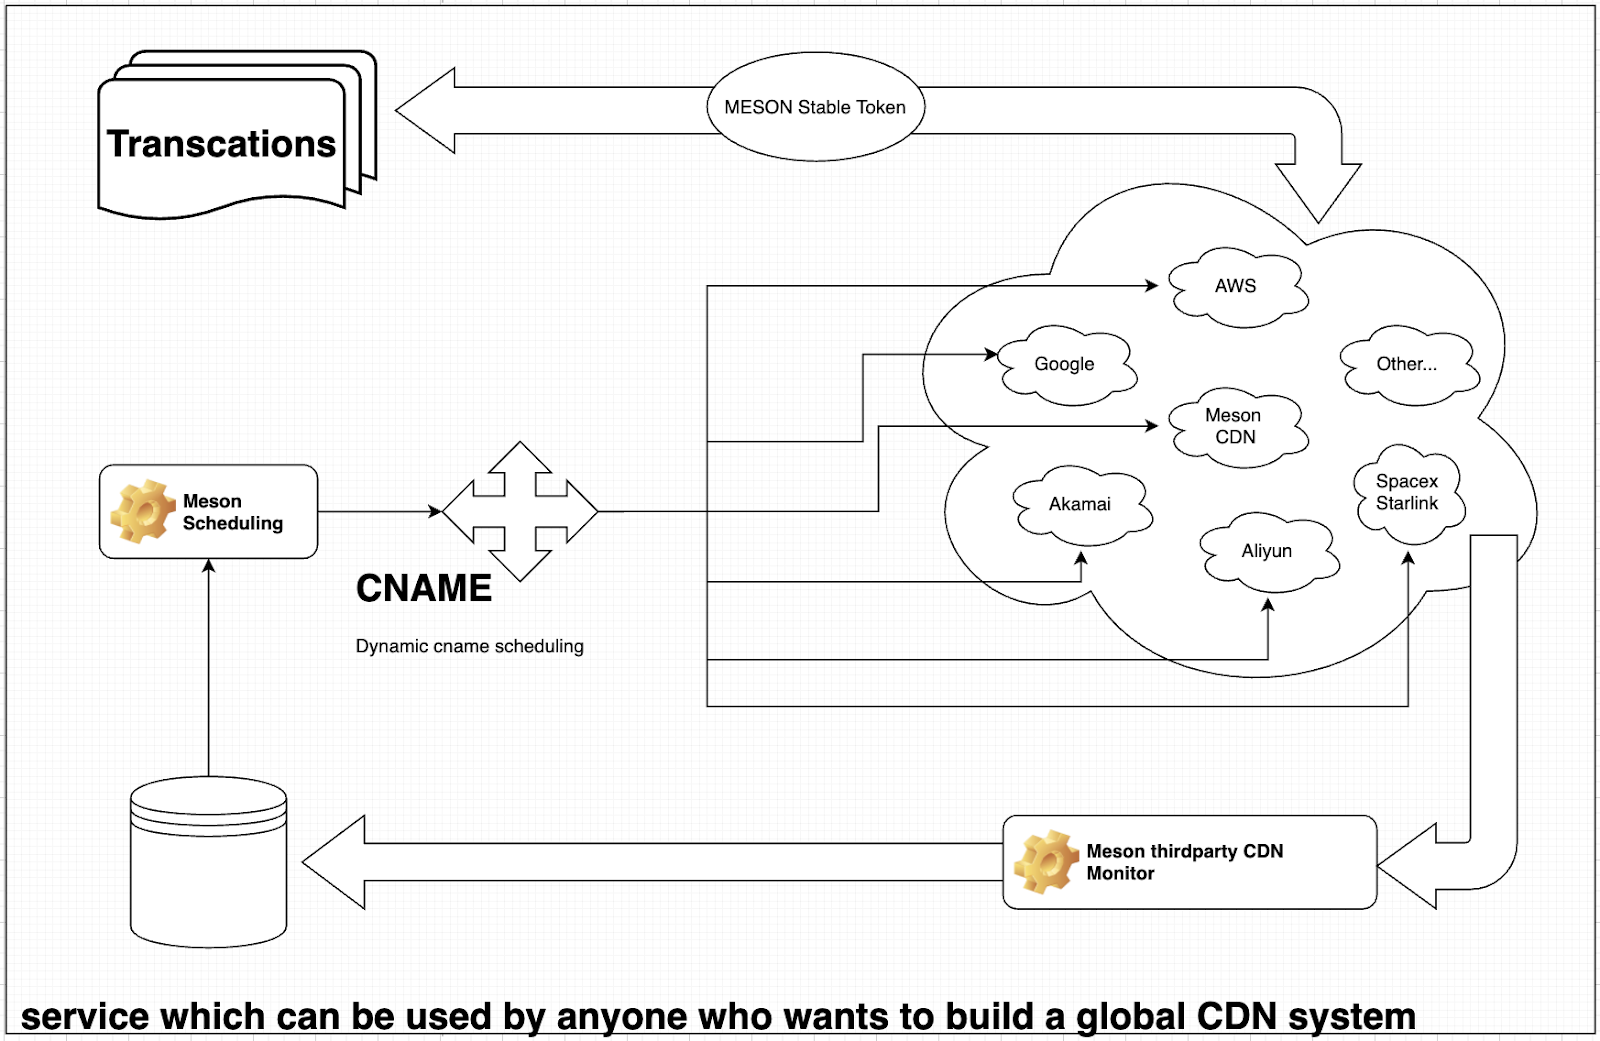 MESON Stable Token
Transcations
AWS
Google
Other...
Meson
CDN
Spacex
Starlink
Akamai
Aliyun
Meson
Scheduling
CNAME
Dynamic cname scheduling
Meson thirdparty CDN
Monitor
service which can be used by anyone who wants to build a global CDN system